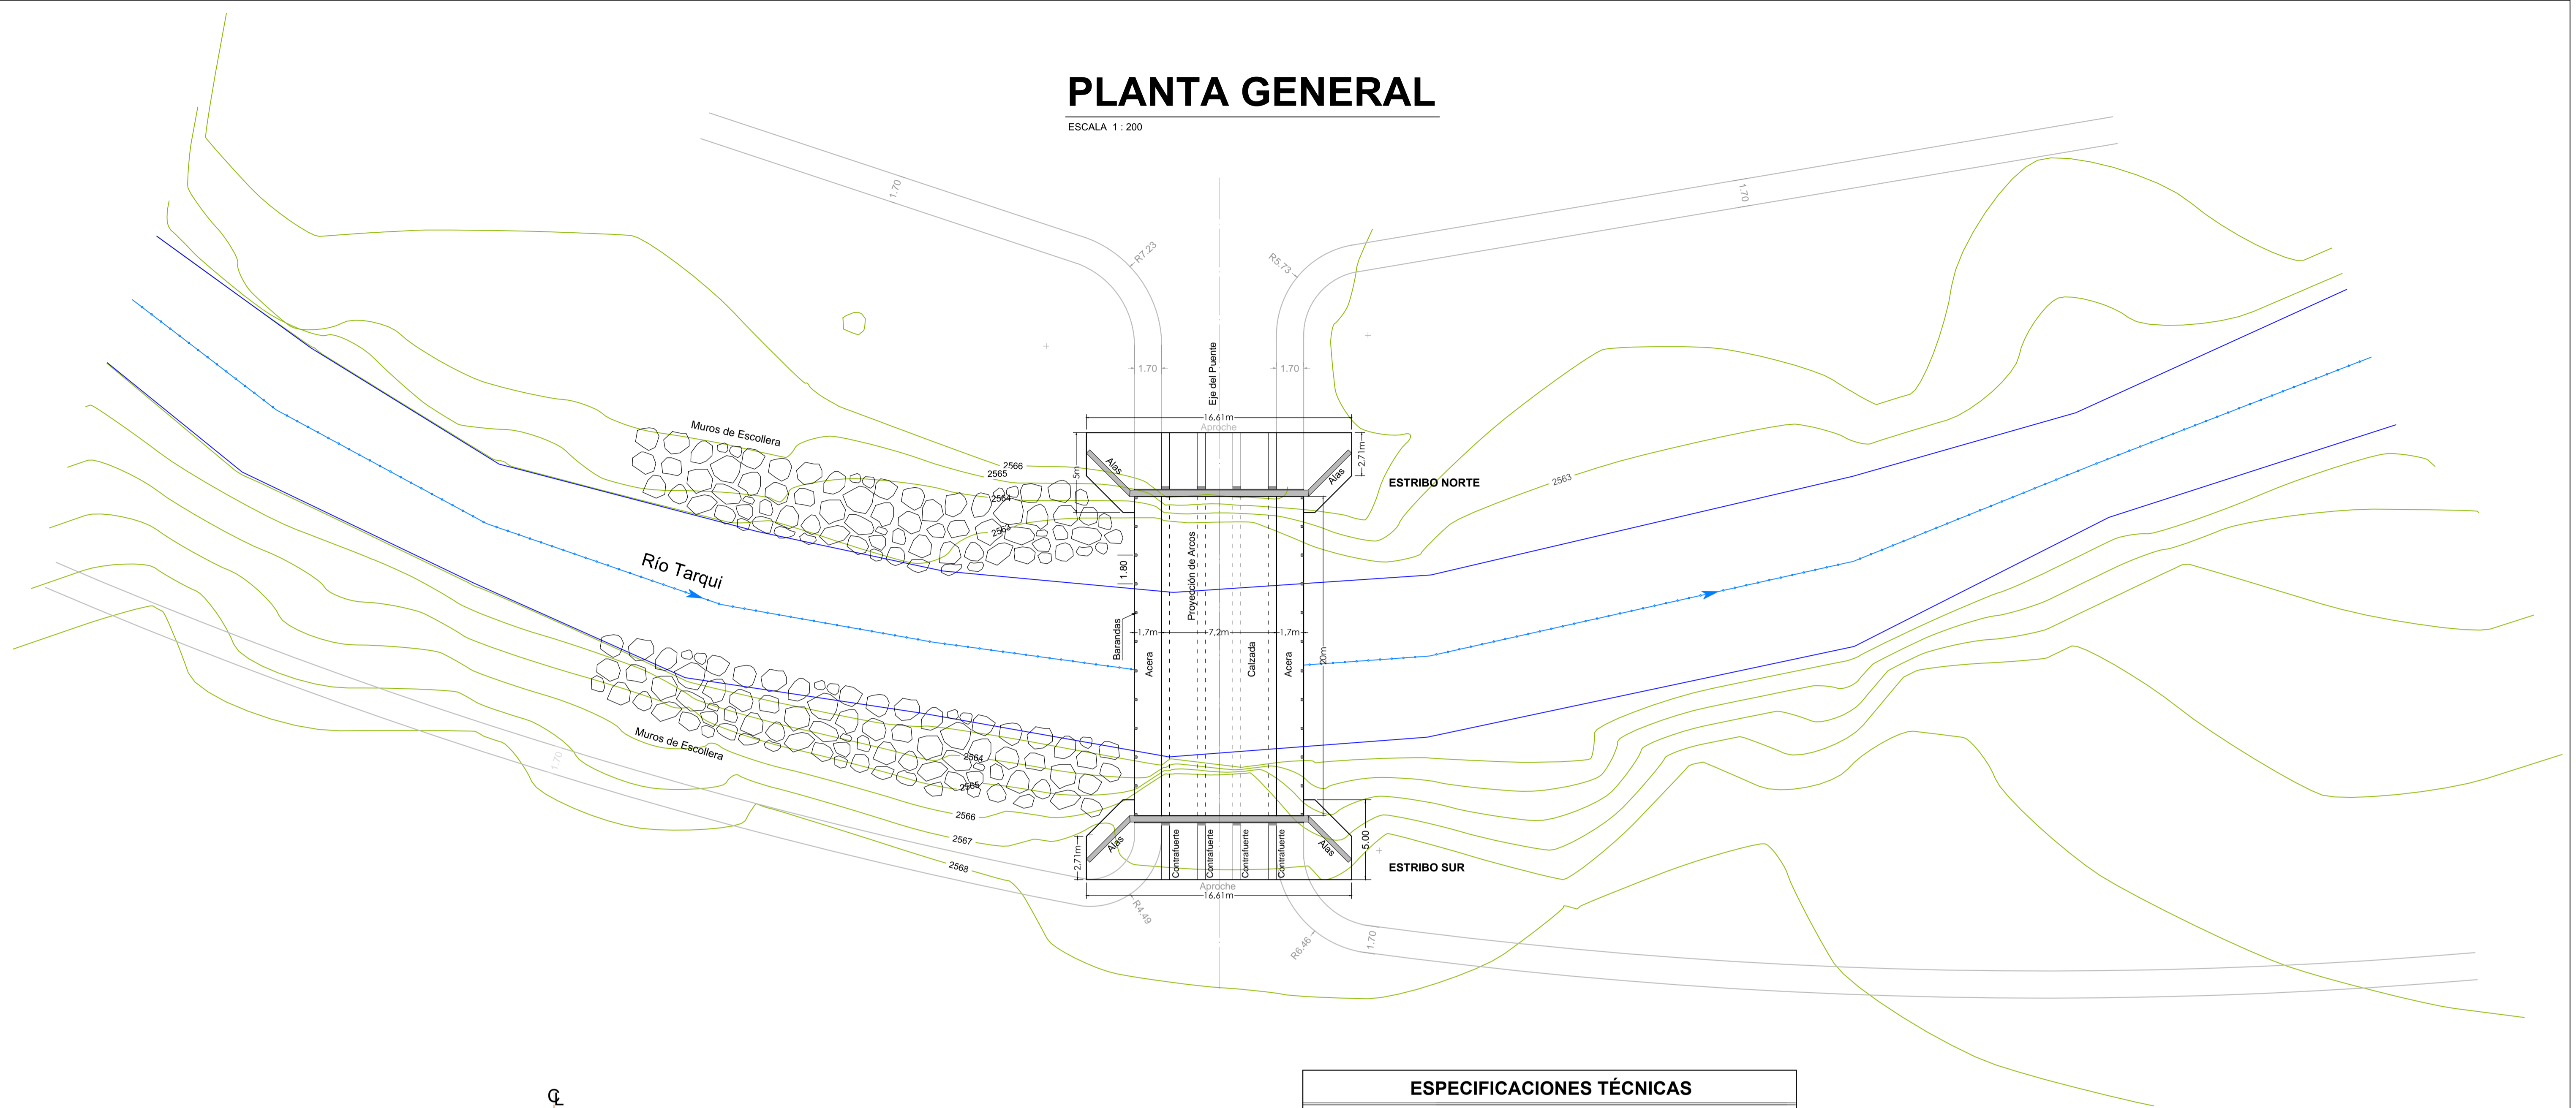 PLANTA GENERAL
ESCALA 1 : 200
1.70
1.70
R7.23
R5.73
Eje del Puente
1.70
1.70
16.61m
Aproche
Muros de Escollera
2566
2565
2564
2563
5m
Alas
Alas
2,71m
ESTRIBO NORTE
2563
Río Tarqui
1.80
Proyección de Arcos
Barandas
1,7m
7,2m
1,7m
Acera
Calzada
Acera
20m
Muros de Escollera
1.70
2564
2565
2566
2567
2568
2,71m
Alas
Contrafuerte
Contrafuerte
Contrafuerte
Contrafuerte
Alas
5.00
ESTRIBO SUR
Aproche
16,61m
R4.49
R6.46
1.70
CL
ESPECIFICACIONES TÉCNICAS